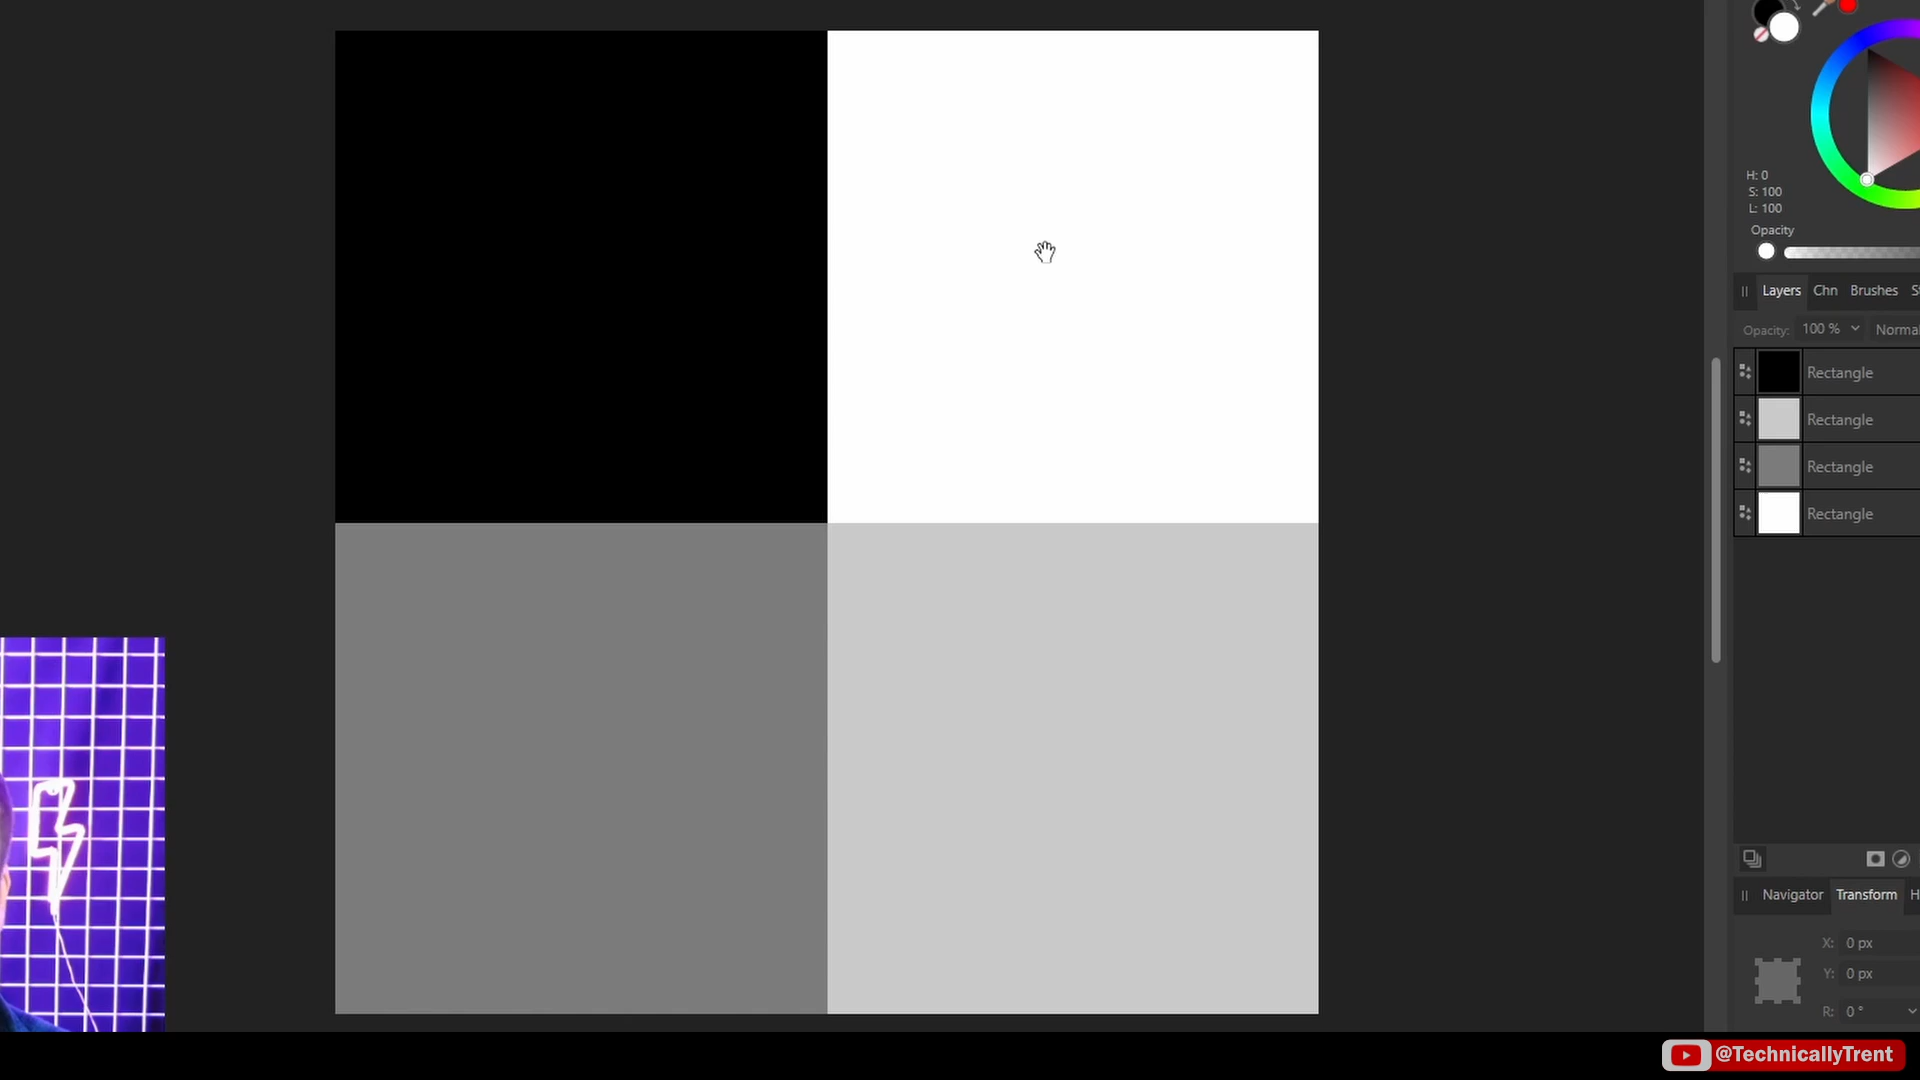 H: 0
S: 100
L: 100
Opacity
Layers Chn Brushes
Opacity: 100 % Normal
Rectangle
Rectangle
Rectangle
Rectangle
Navigator Transform
X: 0 px
Y: 0 px
R: 0 °
@TechnicallyTrent